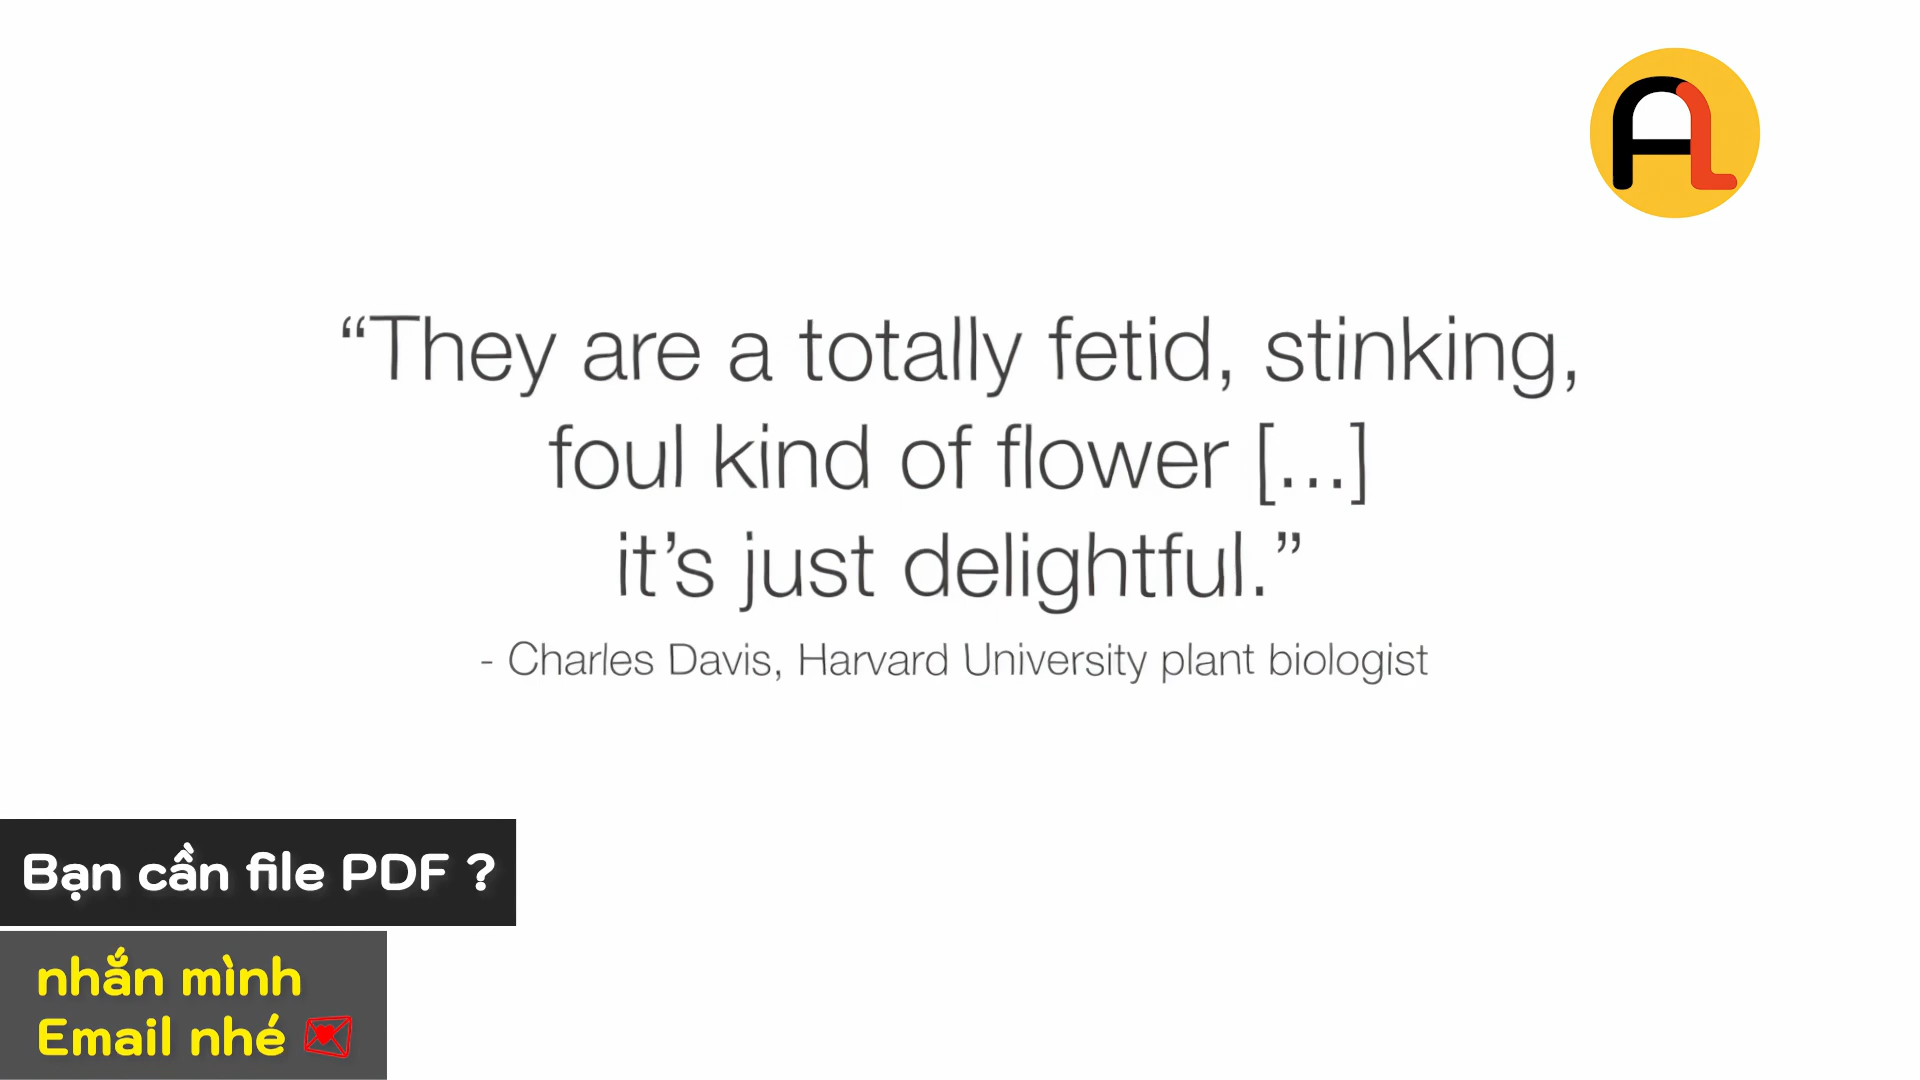 “They are a totally fetid, stinking,
foul kind of flower [...]
it’s just delightful.”
- Charles Davis, Harvard University plant biologist
Bạn cần file PDF ?
nhắn mình
Email nhé